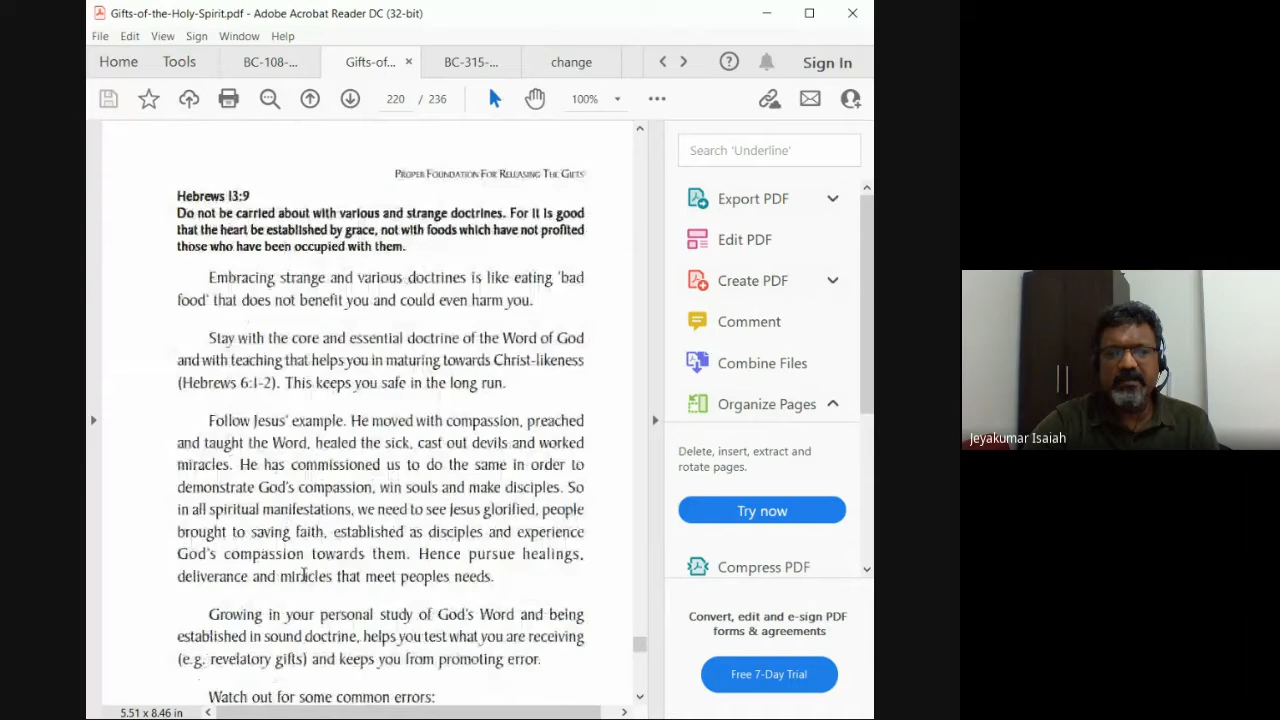 Gifts-of-the-Holy-Spirit.pdf - Adobe Acrobat Reader DC (32-bit)
File Edit View Sign Window Help
Home Tools BC-108-... Gifts-of... × BC-315-... change Sign In
220 / 236 100%
PROPER FOUNDATION FOR RELEASING THE GIFTS
Hebrews 13:9
Do not be carried about with various and strange doctrines. For it is good
that the heart be established by grace, not with foods which have not profited
those who have been occupied with them.
Embracing strange and various doctrines is like eating 'bad
food' that does not benefit you and could even harm you.
Stay with the core and essential doctrine of the Word of God
and with teaching that helps you in maturing towards Christ-likeness
(Hebrews 6:1-2). This keeps you safe in the long run.
Follow Jesus' example. He moved with compassion, preached
and taught the Word, healed the sick, cast out devils and worked
miracles. He has commissioned us to do the same in order to
demonstrate God's compassion, win souls and make disciples. So
in all spiritual manifestations, we need to see Jesus glorified, people
brought to saving faith, established as disciples and experience
God's compassion towards them. Hence pursue healings,
deliverance and miracles that meet peoples needs.
Growing in your personal study of God's Word and being
established in sound doctrine, helps you test what you are receiving
(e.g. revelatory gifts) and keeps you from promoting error.
Watch out for some common errors:
5.51 x 8.46 in
Search 'Underline'
Export PDF
Edit PDF
Create PDF
Comment
Combine Files
Organize Pages
Delete, insert, extract and
rotate pages.
Try now
Compress PDF
Convert, edit and e-sign PDF
forms & agreements
Free 7-Day Trial
Jeyakumar Isaiah